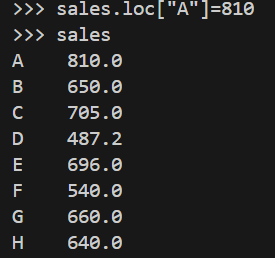 >>> sales.loc["A"]=810
>>> sales
A    810.0
B    650.0
C    705.0
D    487.2
E    696.0
F    540.0
G    660.0
H    640.0